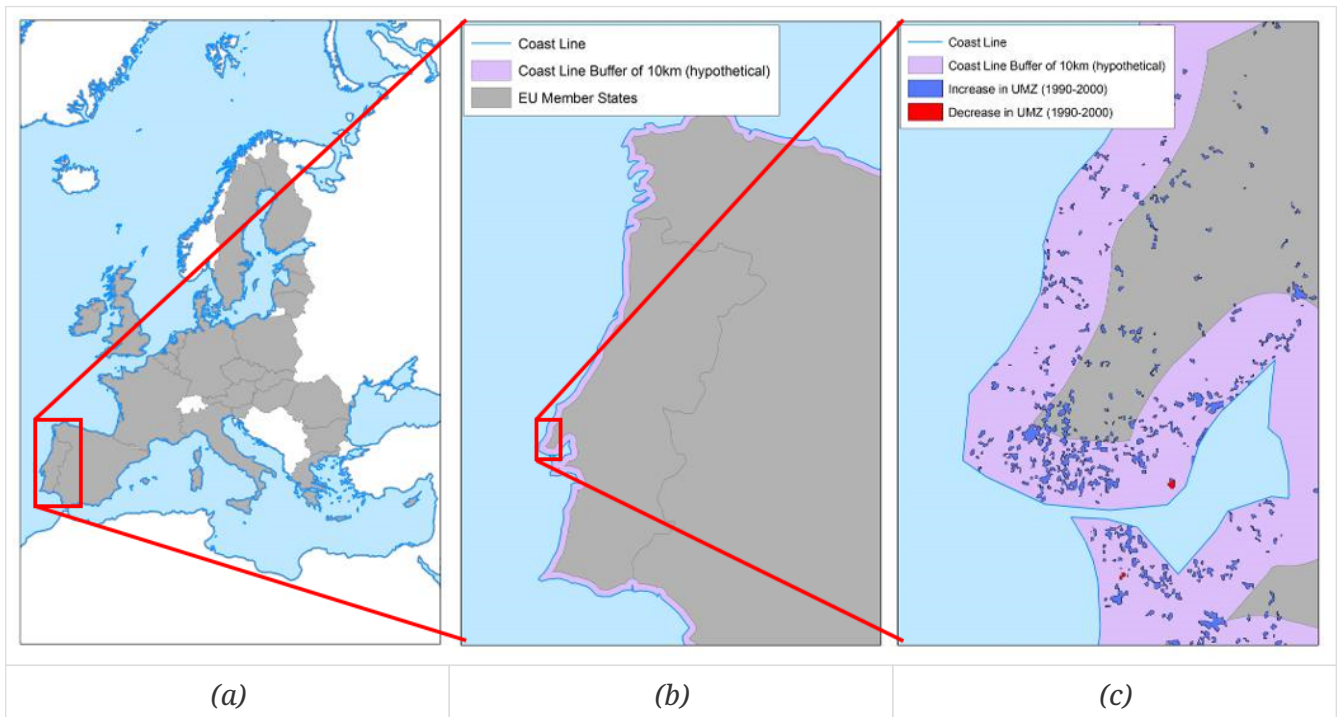 Coast Line
Coast Line Buffer of 10km (hypothetical)
EU Member States
Coast Line
Coast Line Buffer of 10km (hypothetical)
Increase in UMZ (1990-2000)
Decrease in UMZ (1990-2000)
(a)
(b)
(c)